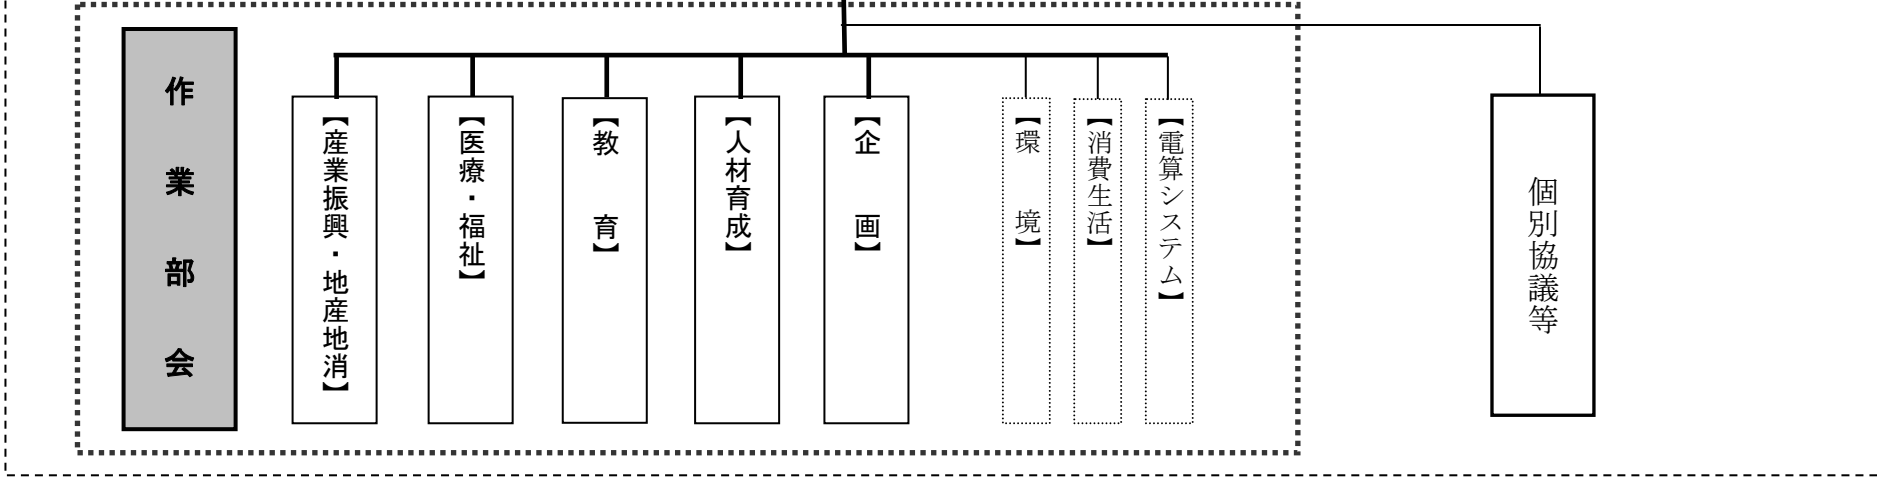 作業部会
【産業振興・地産地消】
【医療・福祉】
【教　育】
【人材育成】
【企　画】
【環　境】
【消費生活】
【電算システム】
個別協議等